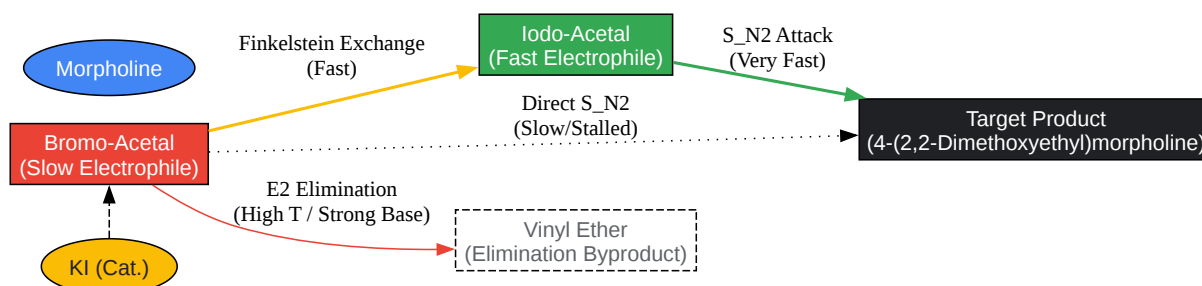 Morpholine
Finkelstein Exchange
(Fast)
Iodo-Acetal
(Fast Electrophile)
S_N2 Attack
(Very Fast)
Direct S_N2
(Slow/Stalled)
Target Product
(4-(2,2-Dimethoxyethyl)morpholine)
Bromo-Acetal
(Slow Electrophile)
E2 Elimination
(High T / Strong Base)
Vinyl Ether
(Elimination Byproduct)
KI (Cat.)